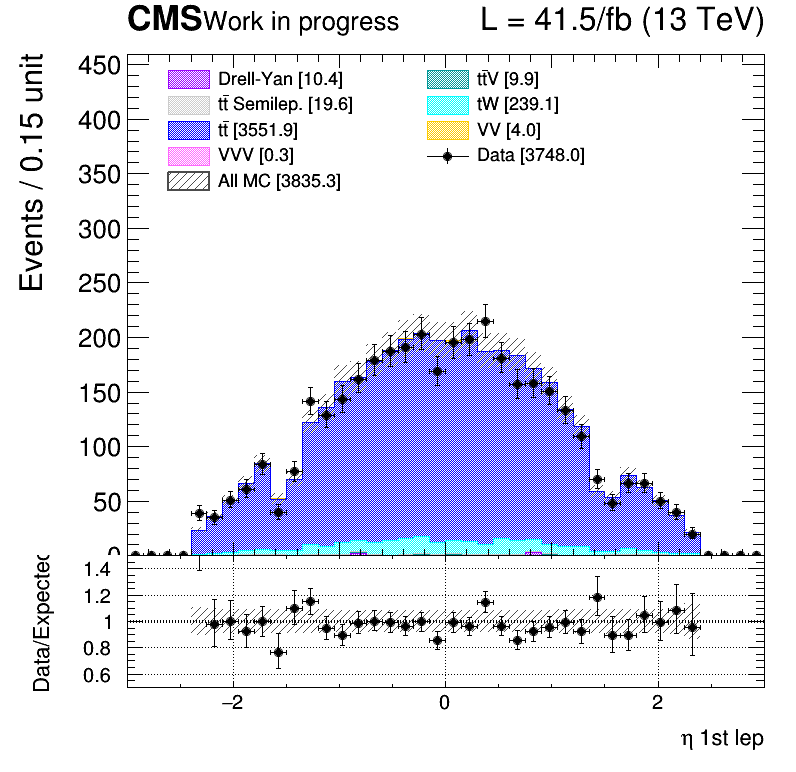 CMS Work in progress L = 41.5/fb (13 TeV)
Events / 0.15 unit
450
400
350
300
250
200
150
100
50
0
Drell-Yan [10.4]
tt̄ Semilep. [19.6]
tt̄ [3551.9]
VVV [0.3]
All MC [3835.3]
tt̄V [9.9]
tW [239.1]
VV [4.0]
Data [3748.0]
Data/Expected
1.4
1.2
1
0.8
0.6
−2 0 2
η 1st lep